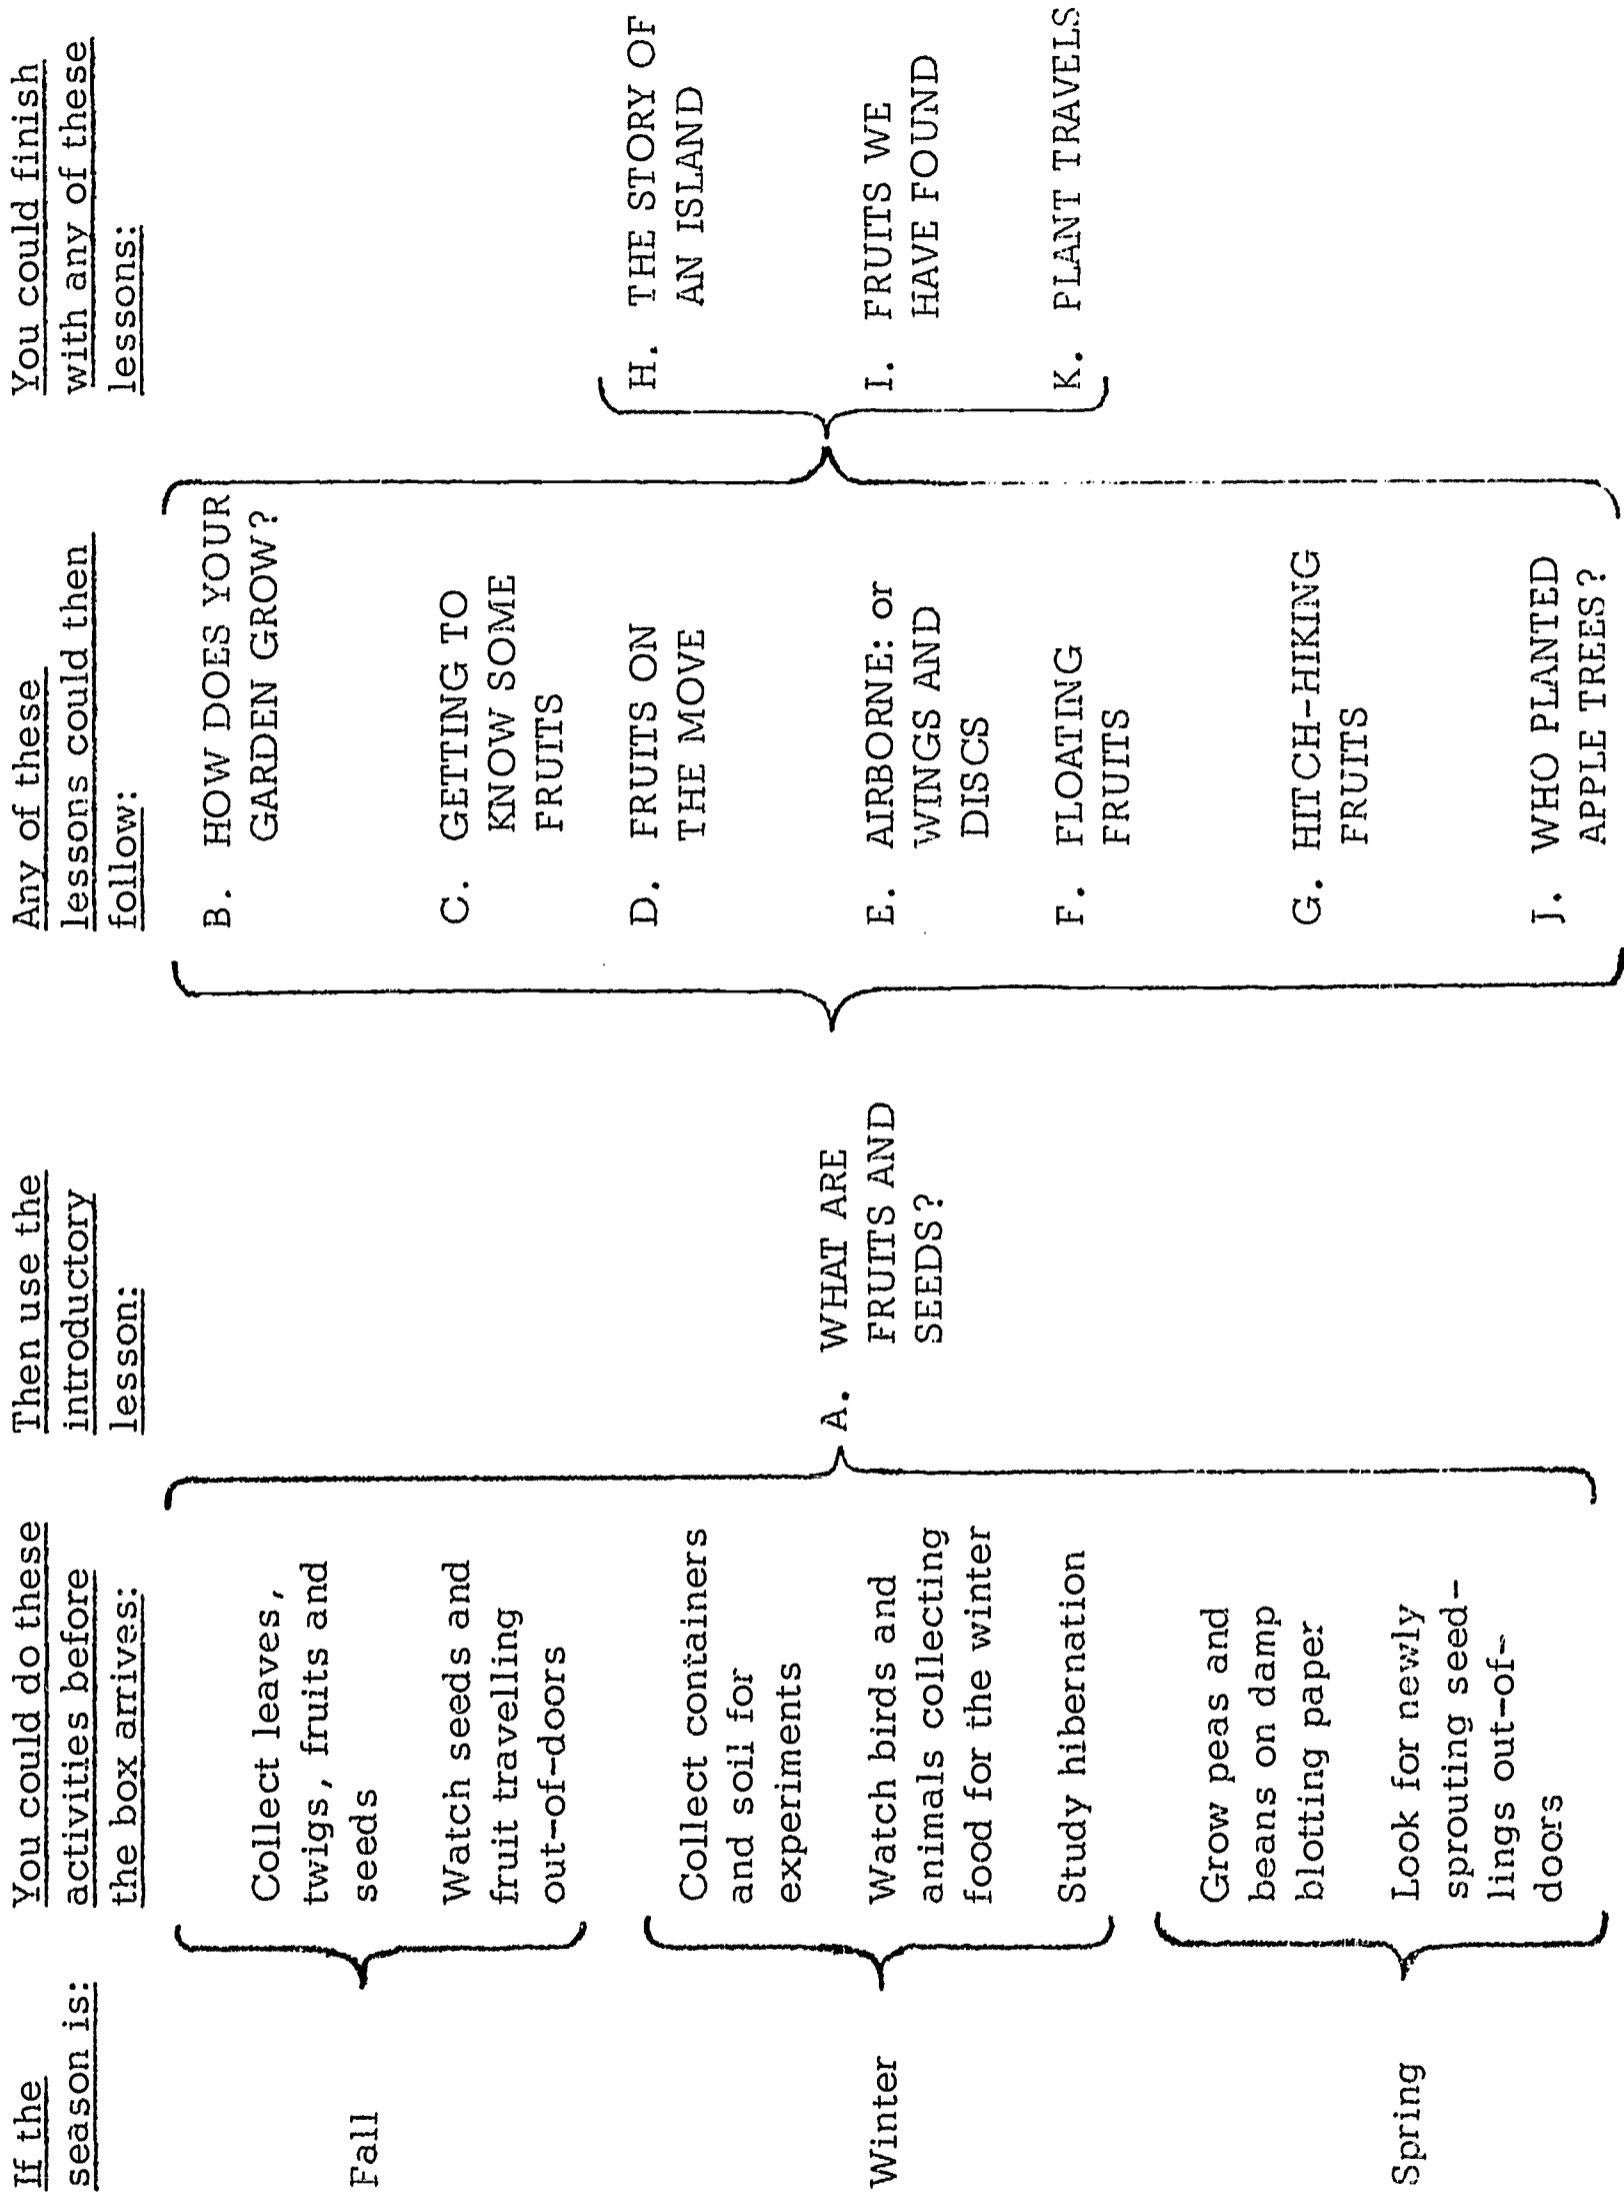 If the
season is:
Fall
Winter
Spring
You could do these
activities before
the box arrives:
Collect leaves,
twigs, fruits and
seeds
Watch seeds and
fruit travelling
out-of-doors
Collect containers
and soil for
experiments
Watch birds and
animals collecting
food for the winter
Study hibernation
Grow peas and
beans on damp
blotting paper
Look for newly
sprouting seed-
lings out-of-
doors
Then use the
introductory
lesson:
A. WHAT ARE
FRUITS AND
SEEDS?
Any of these
lessons could then
follow:
B. HOW DOES YOUR
GARDEN GROW?
C. GETTING TO
KNOW SOME
FRUITS
D. FRUITS ON
THE MOVE
E. AIRBORNE: or
WINGS AND
DISCS
F. FLOATING
FRUITS
G. HITCH-HIKING
FRUITS
J. WHO PLANTED
APPLE TREES?
You could finish
with any of these
lessons:
H. THE STORY OF
AN ISLAND
I. FRUITS WE
HAVE FOUND
K. PLANT TRAVELS